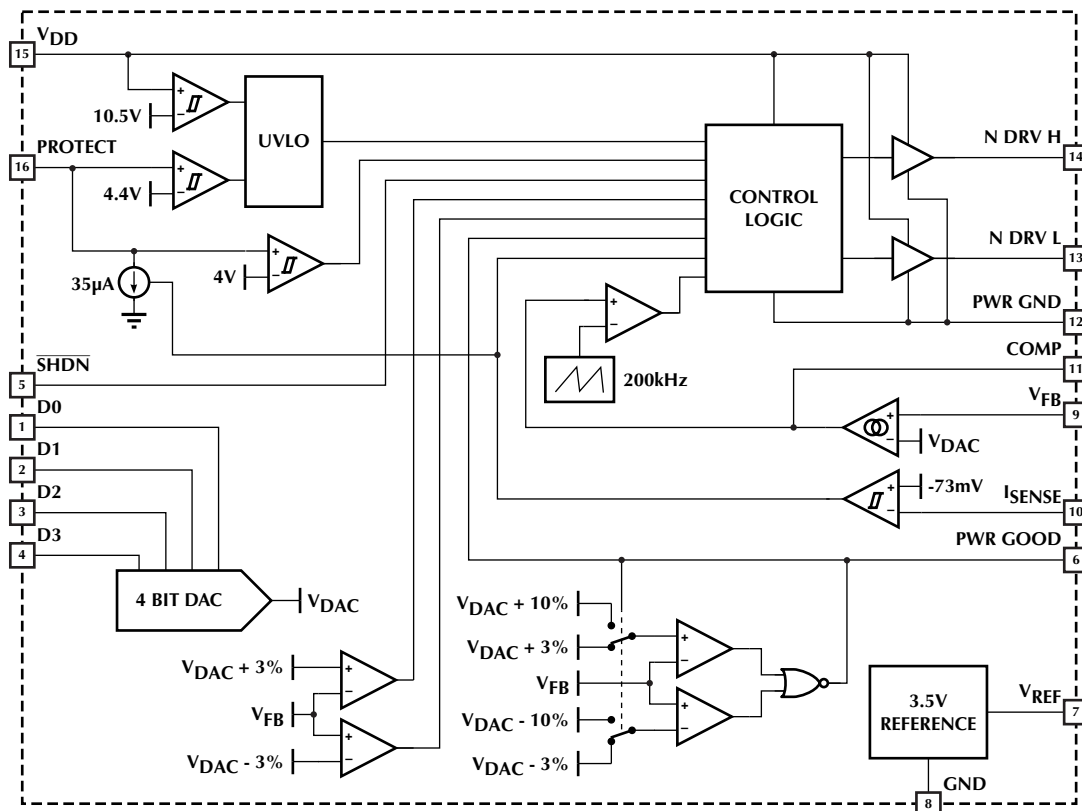 VDD
15
+
−
10.5V
UVLO
PROTECT
16
+
−
4.4V
+
−
4V
35µA
CONTROL
LOGIC
N DRV H
14
N DRV L
13
PWR GND
12
+
−
200kHz
COMP
11
SHDN
5
VFB
9
+
−
VDAC
D0
1
D1
2
D2
3
D3
4
+
-73mV
−
ISENSE
10
PWR GOOD
6
4 BIT DAC
VDAC
VDAC + 10%
VDAC + 3%
+
−
VFB
+
−
VDAC - 10%
VDAC - 3%
VDAC + 3%
+
−
VFB
+
−
VDAC - 3%
3.5V
REFERENCE
VREF
7
GND
8